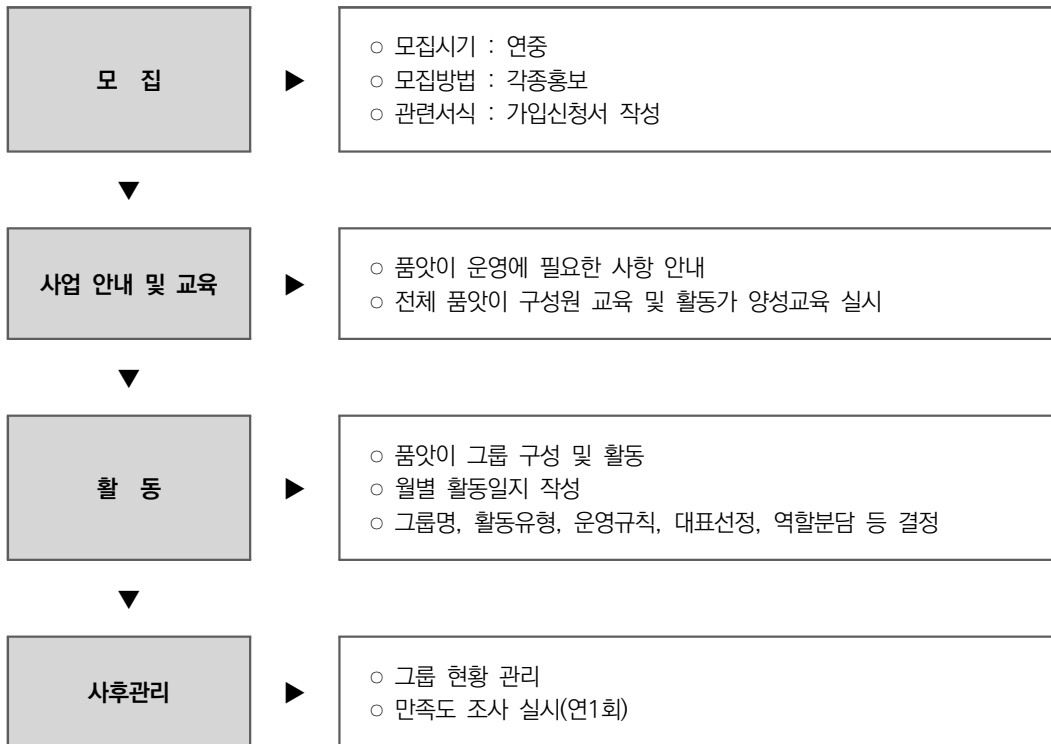 모 집
▶
○ 모집시기 : 연중
○ 모집방법 : 각종홍보
○ 관련서식 : 가입신청서 작성
▼
사업 안내 및 교육
▶
○ 품앗이 운영에 필요한 사항 안내
○ 전체 품앗이 구성원 교육 및 활동가 양성교육 실시
▼
활 동
▶
○ 품앗이 그룹 구성 및 활동
○ 월별 활동일지 작성
○ 그룹명, 활동유형, 운영규칙, 대표선정, 역할분담 등 결정
▼
사후관리
▶
○ 그룹 현황 관리
○ 만족도 조사 실시(연1회)